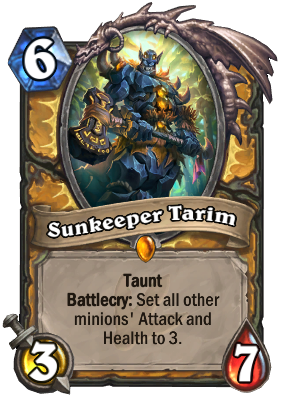 6
Sunkeeper Tarim
Taunt
Battlecry: Set all other
minions' Attack and
Health to 3.
3
7